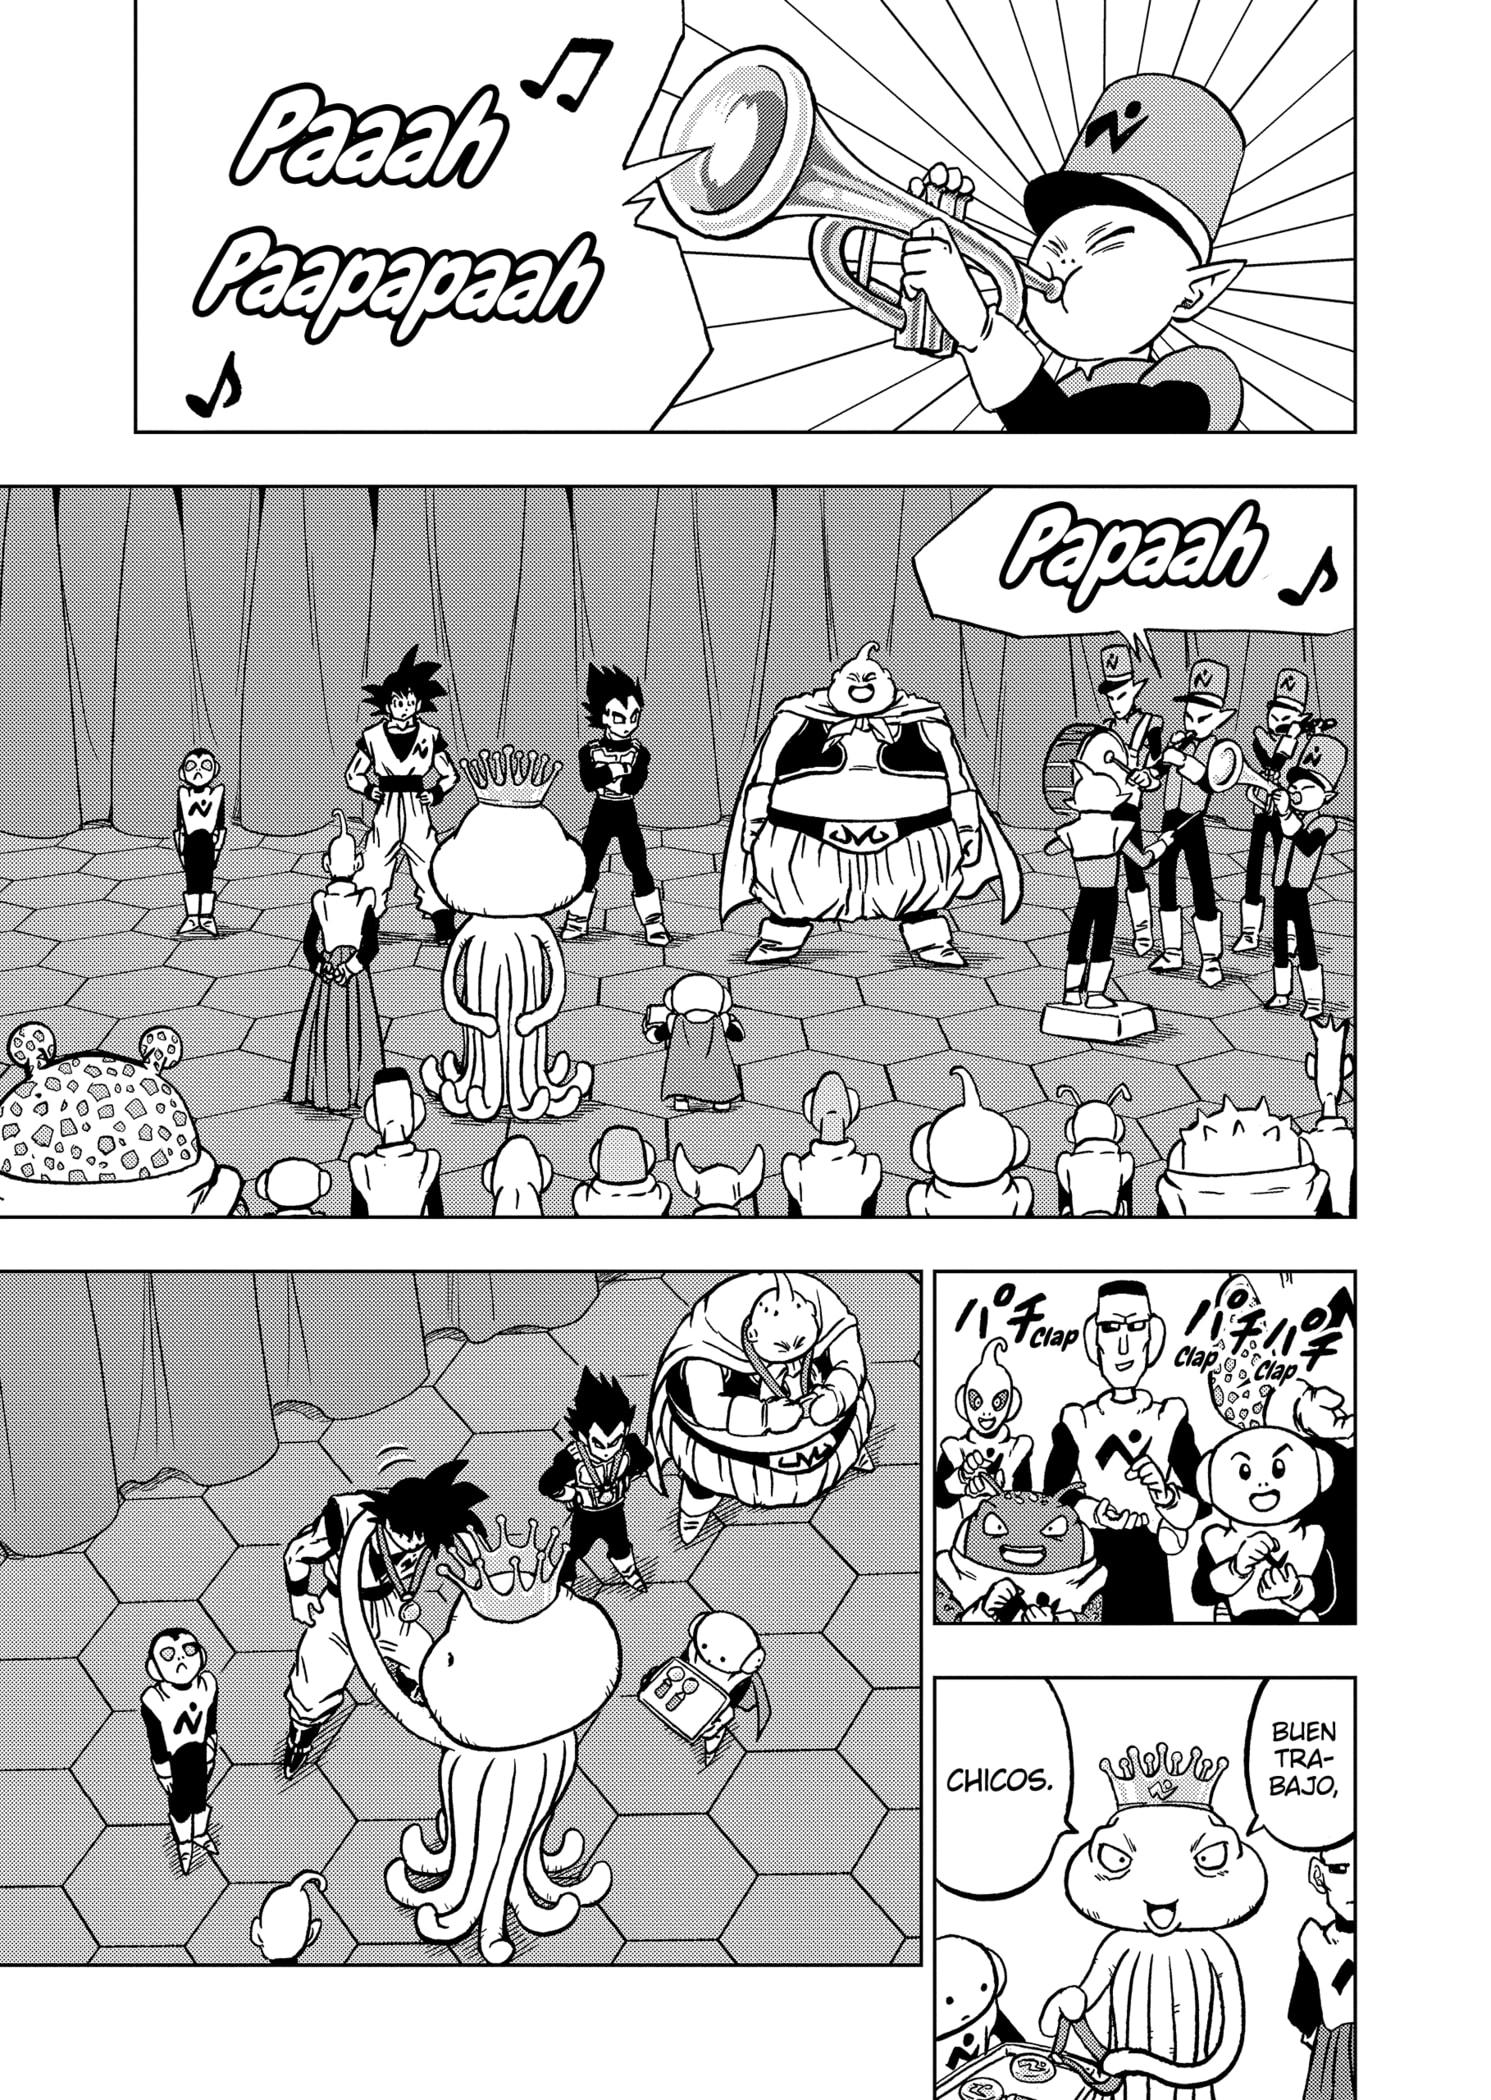 Paaah
Paapapaah
Papaah
パチ
Clap
パチ
Clap
パチ
Clap
BUEN
TRA-
BAJO,
CHICOS.